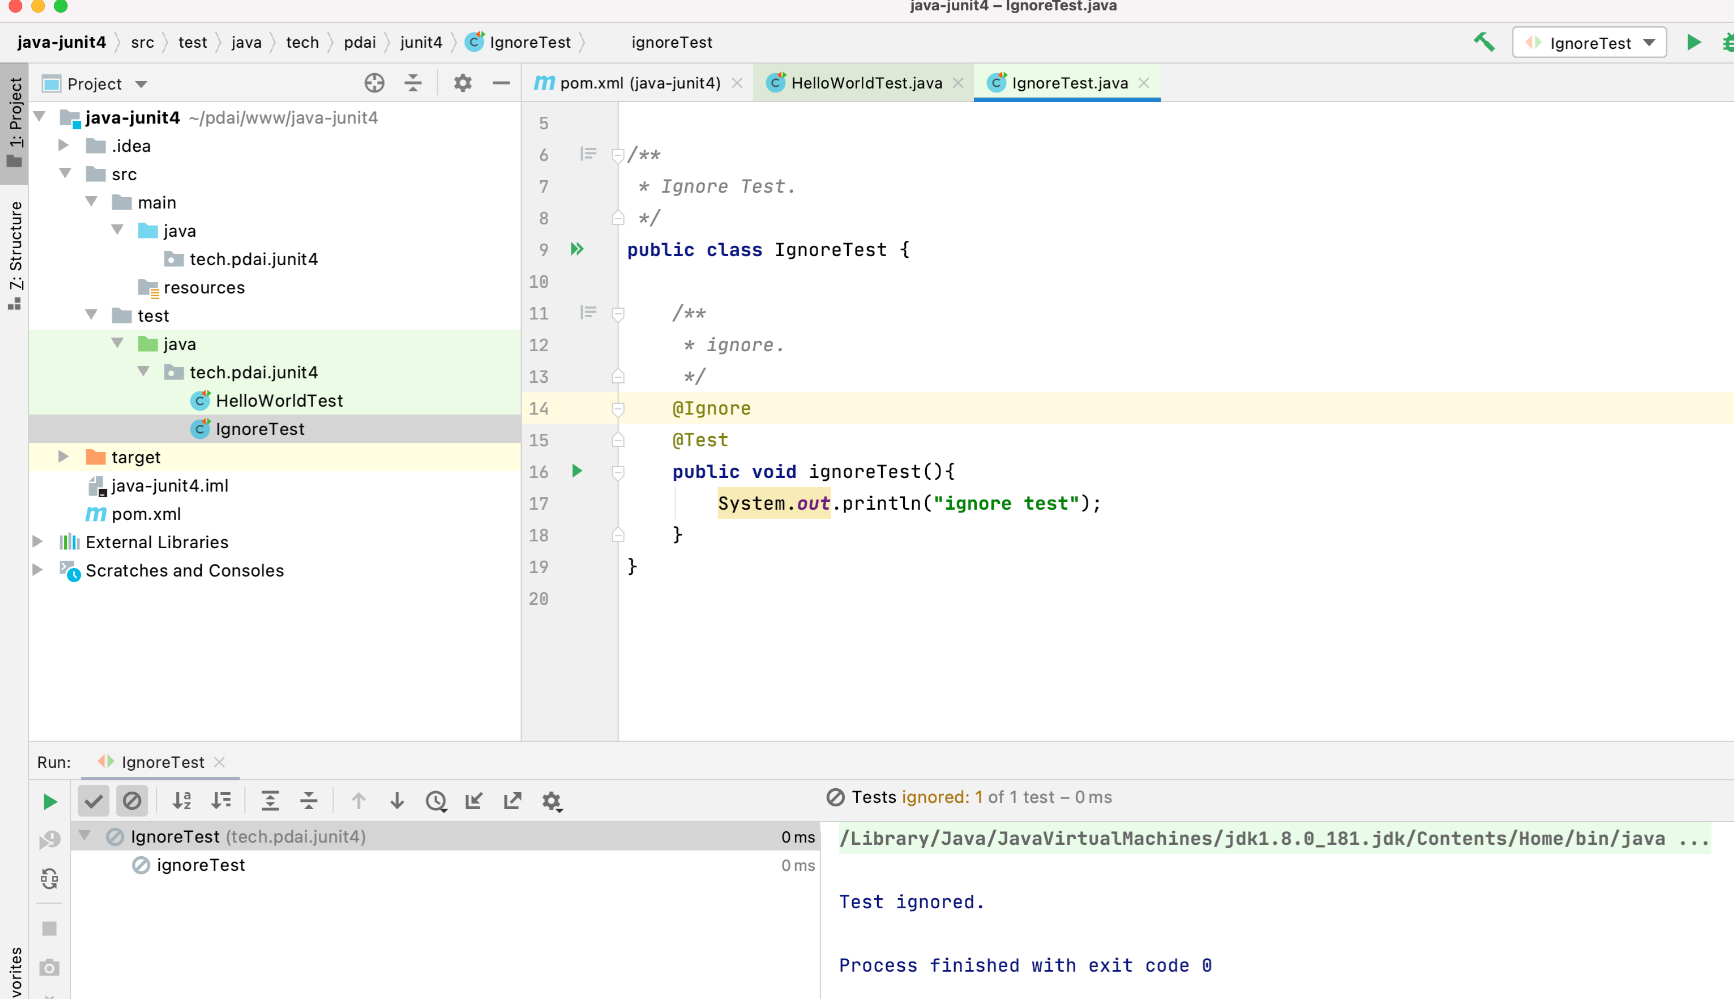 java-junit4 – IgnoreTest.java
java-junit4 src test java tech pdai junit4 IgnoreTest ignoreTest IgnoreTest
1: Project
Z: Structure
vorites
Project
pom.xml (java-junit4) HelloWorldTest.java IgnoreTest.java
java-junit4 ~/pdai/www/java-junit4
.idea
src
main
java
tech.pdai.junit4
resources
test
java
tech.pdai.junit4
HelloWorldTest
IgnoreTest
target
java-junit4.iml
pom.xml
External Libraries
Scratches and Consoles
5
6 /**
7 * Ignore Test.
8 */
9 public class IgnoreTest {
10
11 /**
12 * ignore.
13 */
14 @Ignore
15 @Test
16 public void ignoreTest(){
17 System.out.println("ignore test");
18 }
19 }
20
Run: IgnoreTest
Tests ignored: 1 of 1 test – 0 ms
IgnoreTest (tech.pdai.junit4) 0 ms
ignoreTest 0 ms
/Library/Java/JavaVirtualMachines/jdk1.8.0_181.jdk/Contents/Home/bin/java ...
Test ignored.
Process finished with exit code 0